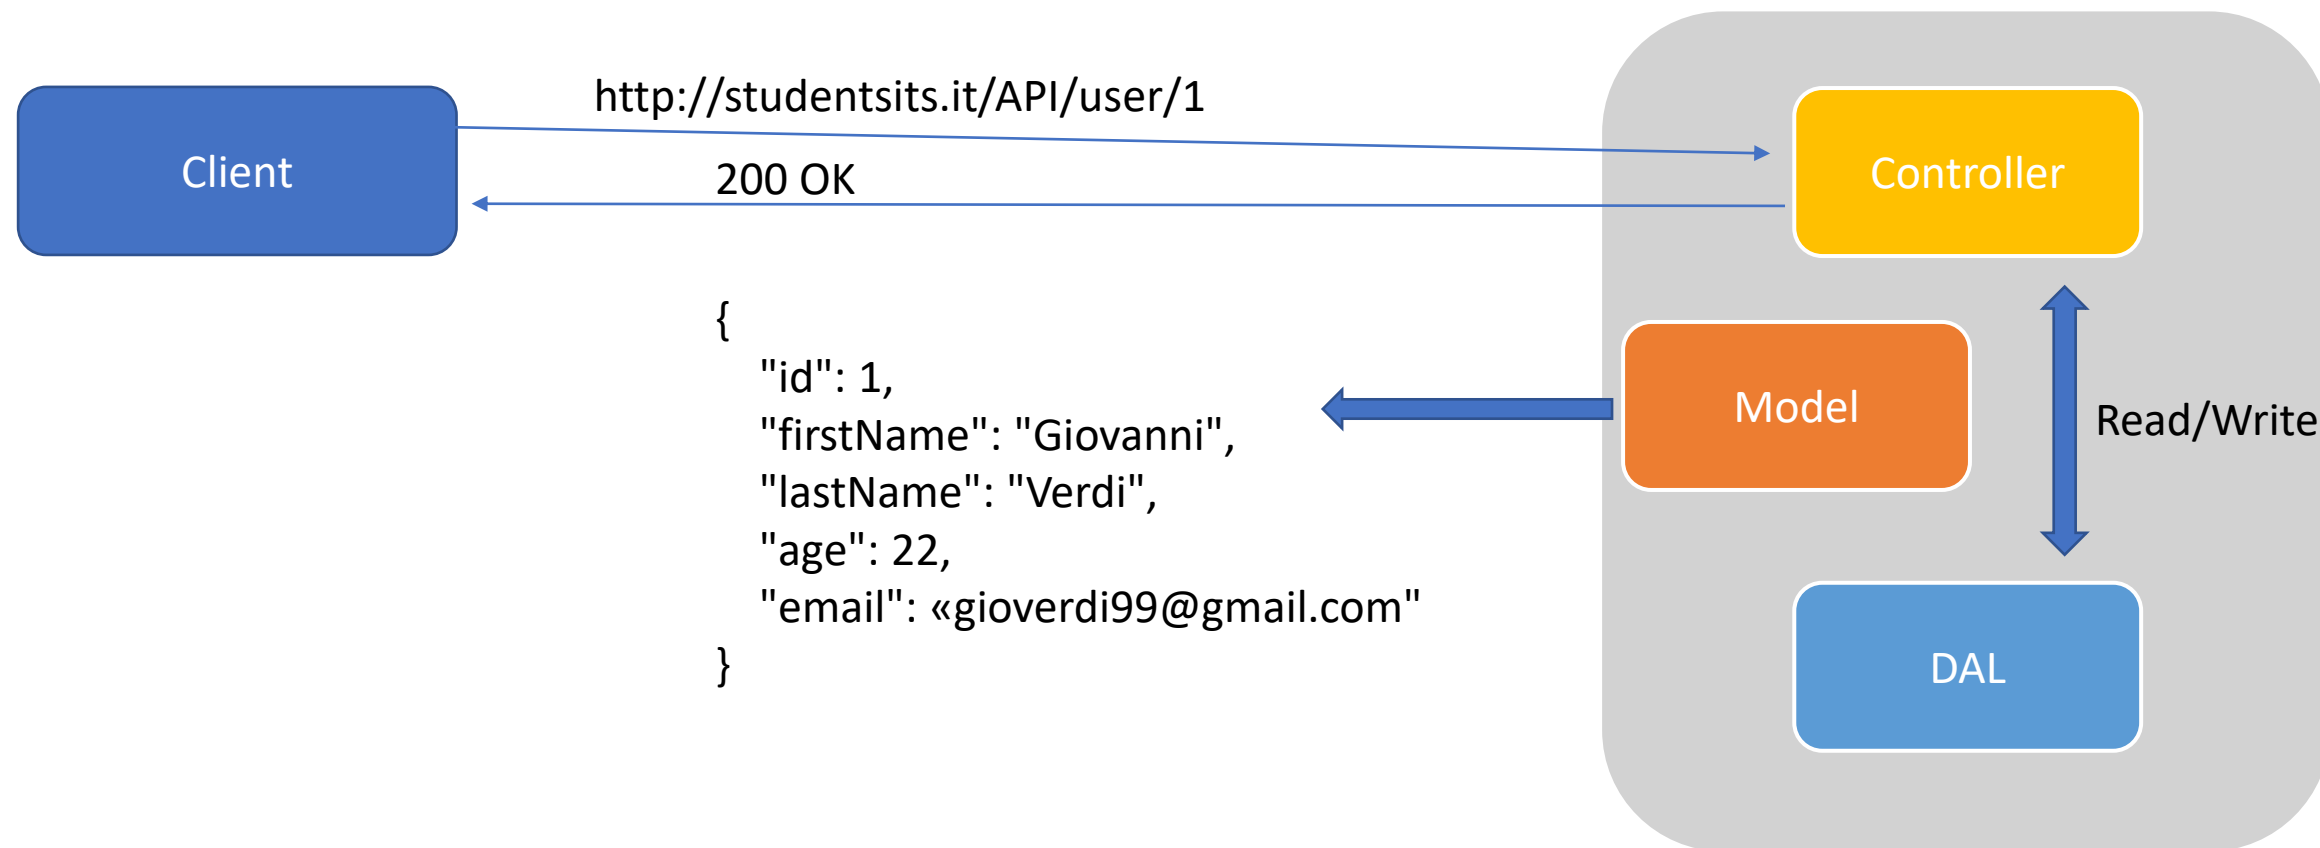 http://studentsits.it/API/user/1
Client
200 OK
Controller
{
"id": 1,
"firstName": "Giovanni",
"lastName": "Verdi",
"age": 22,
"email": «gioverdi99@gmail.com"
}
Model
Read/Write
DAL